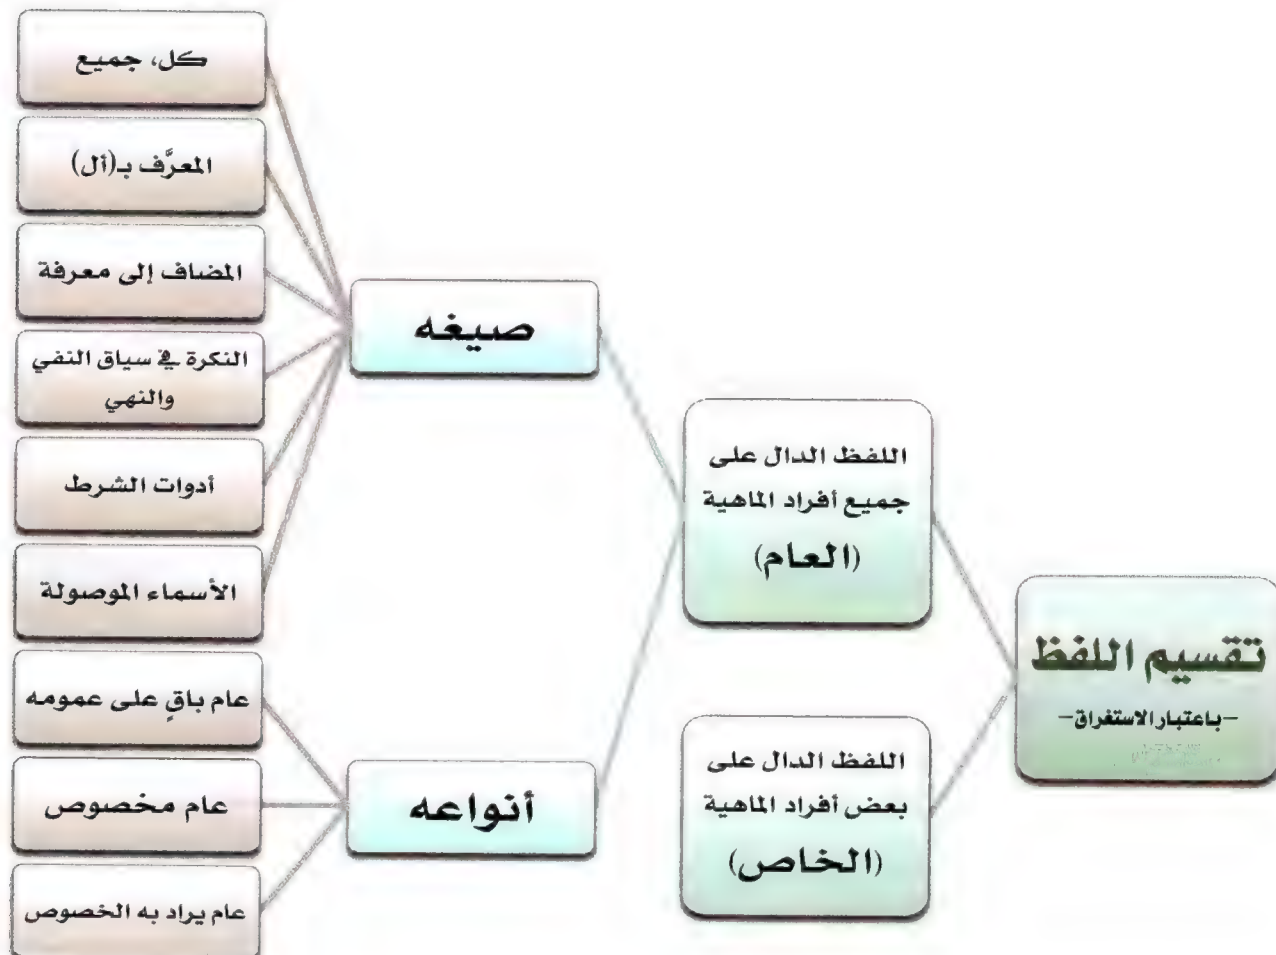 تقسيم اللفظ
-باعتبار الاستغراق-
اللفظ الدال على
جميع أفراد الماهية
(العام)
صيغه
كل، جميع
المعرَّف بـ(أل)
المضاف إلى معرفة
النكرة في سياق النفي
والنهي
أدوات الشرط
الأسماء الموصولة
أنواعه
عام باقٍ على عمومه
عام مخصوص
عام يراد به الخصوص
اللفظ الدال على
بعض أفراد الماهية
(الخاص)